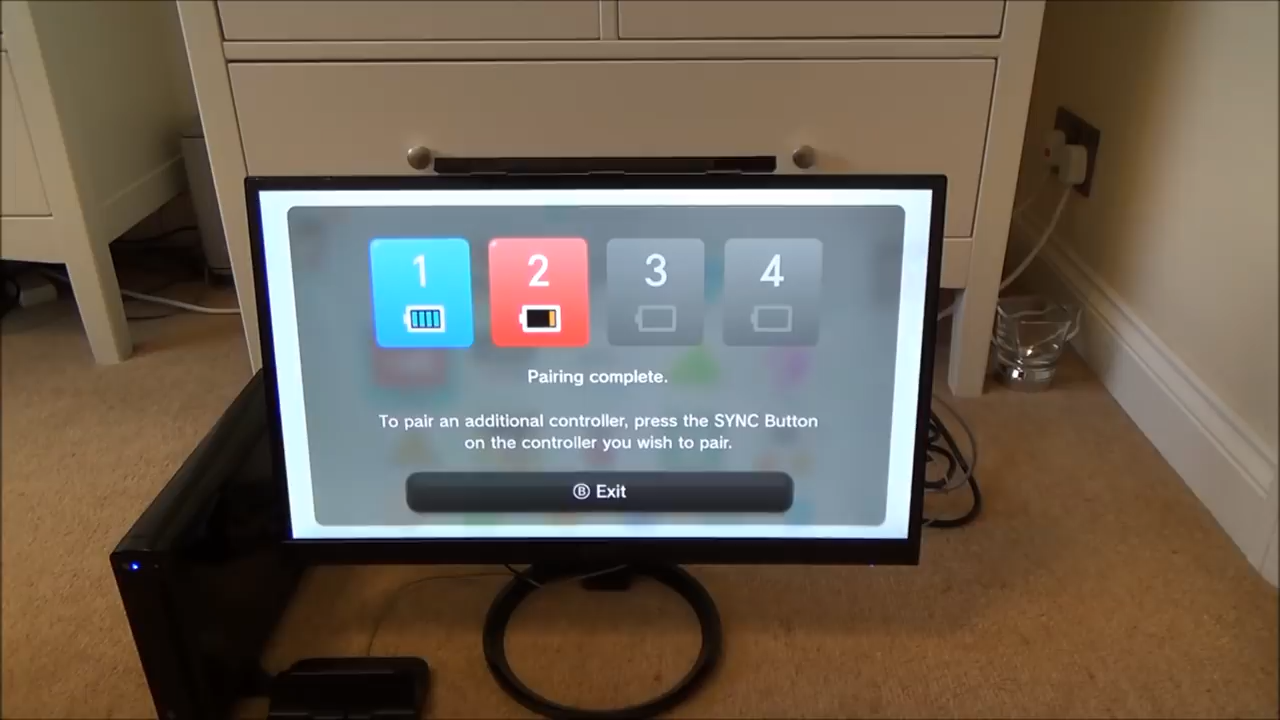 1 2 3 4
Pairing complete.
To pair an additional controller, press the SYNC Button
on the controller you wish to pair.
Ⓑ Exit